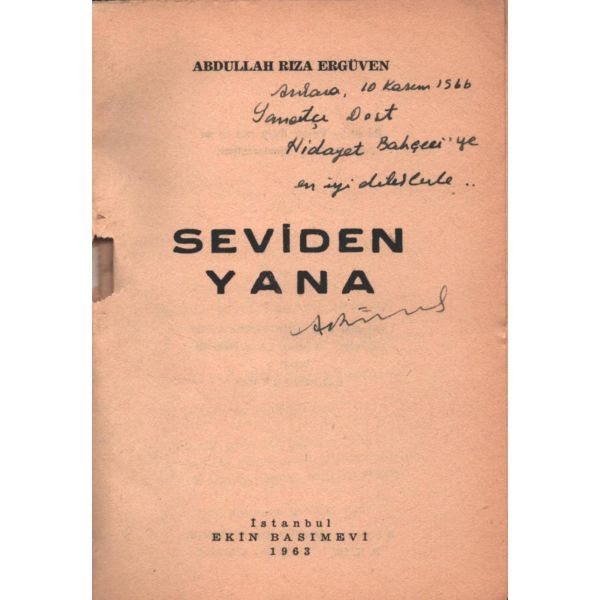 ABDULLAH RIZA ERGÜVEN
Ankara, 10 Kasım 1966
Sanatçı Dost
Hidayet Bahçeci'ye
en iyi dileklerle..
SEVİDEN
YANA
İstanbul
EKİN BASIMEVİ
1963